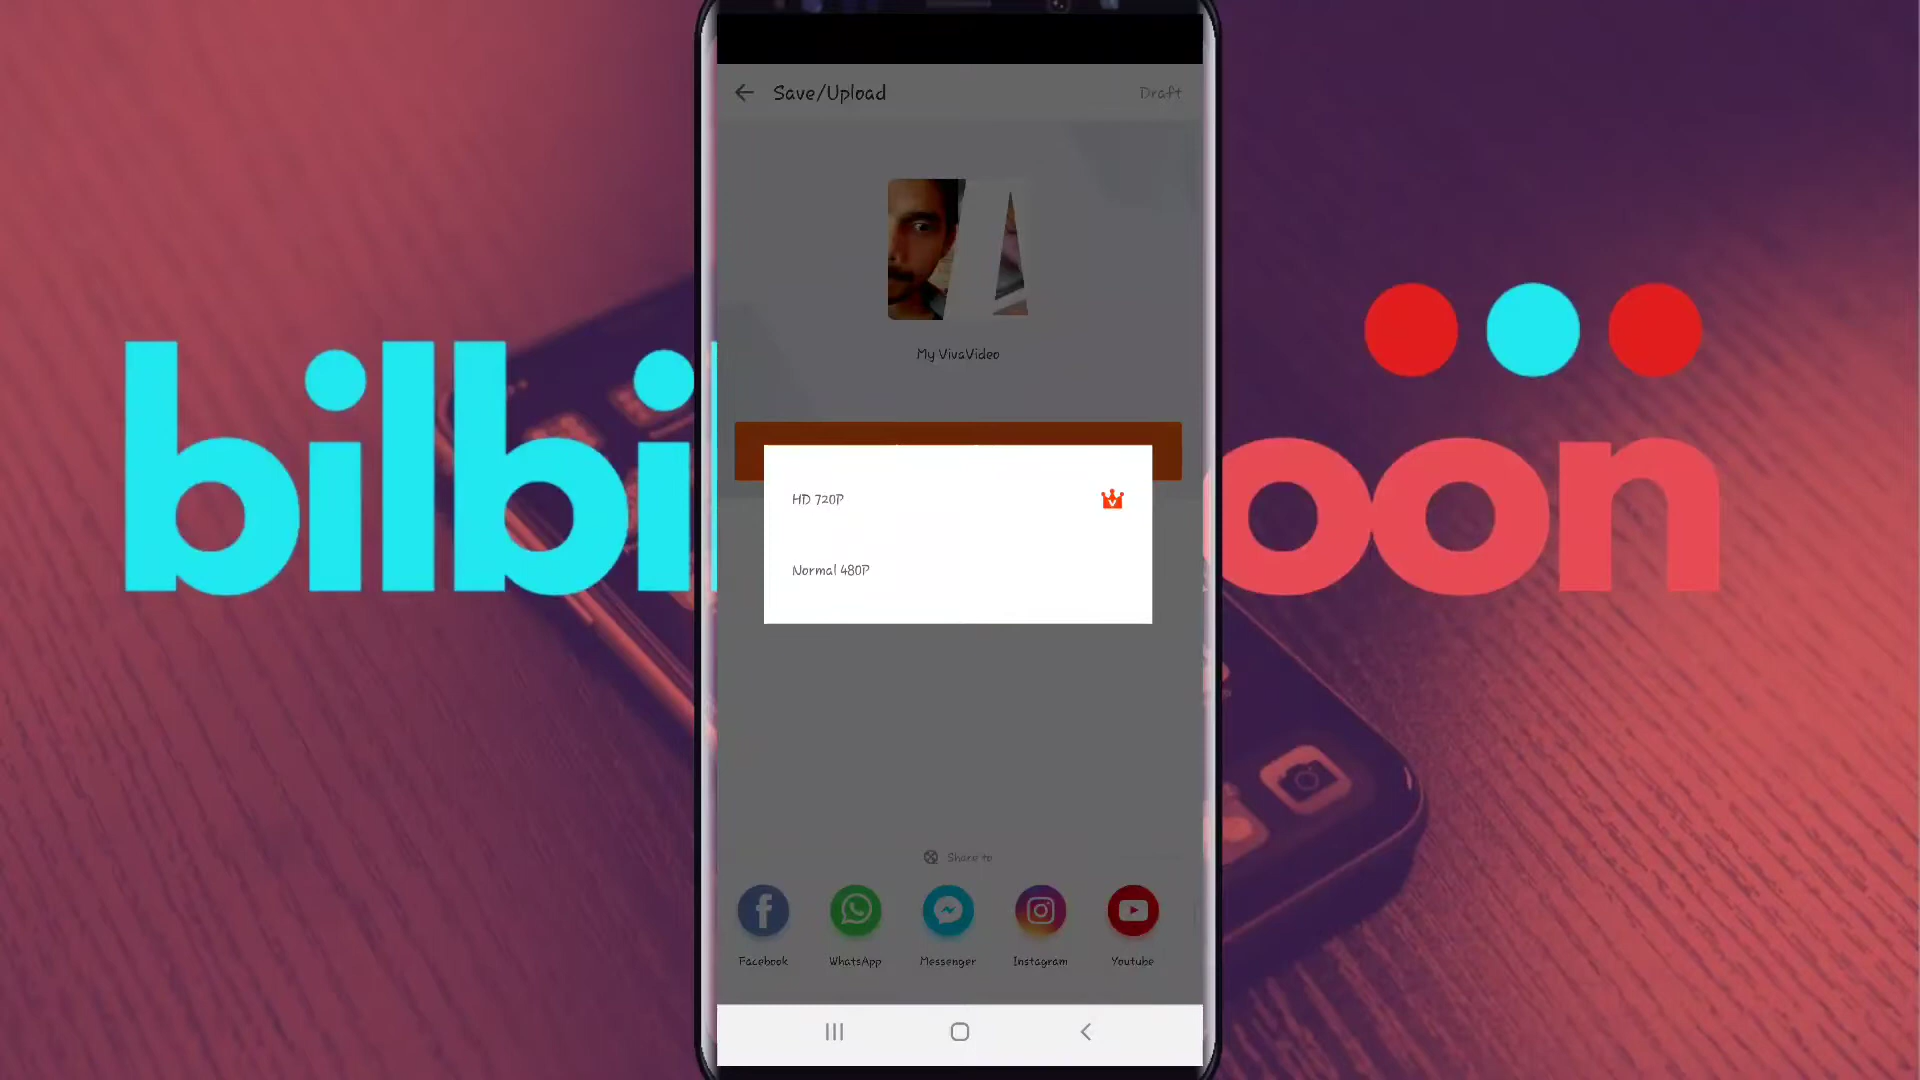 Save/Upload
Draft
My VivaVideo
bilbi
oon
HD 720P
Normal 480P
Share to
Facebook
WhatsApp
Messenger
Instagram
Youtube